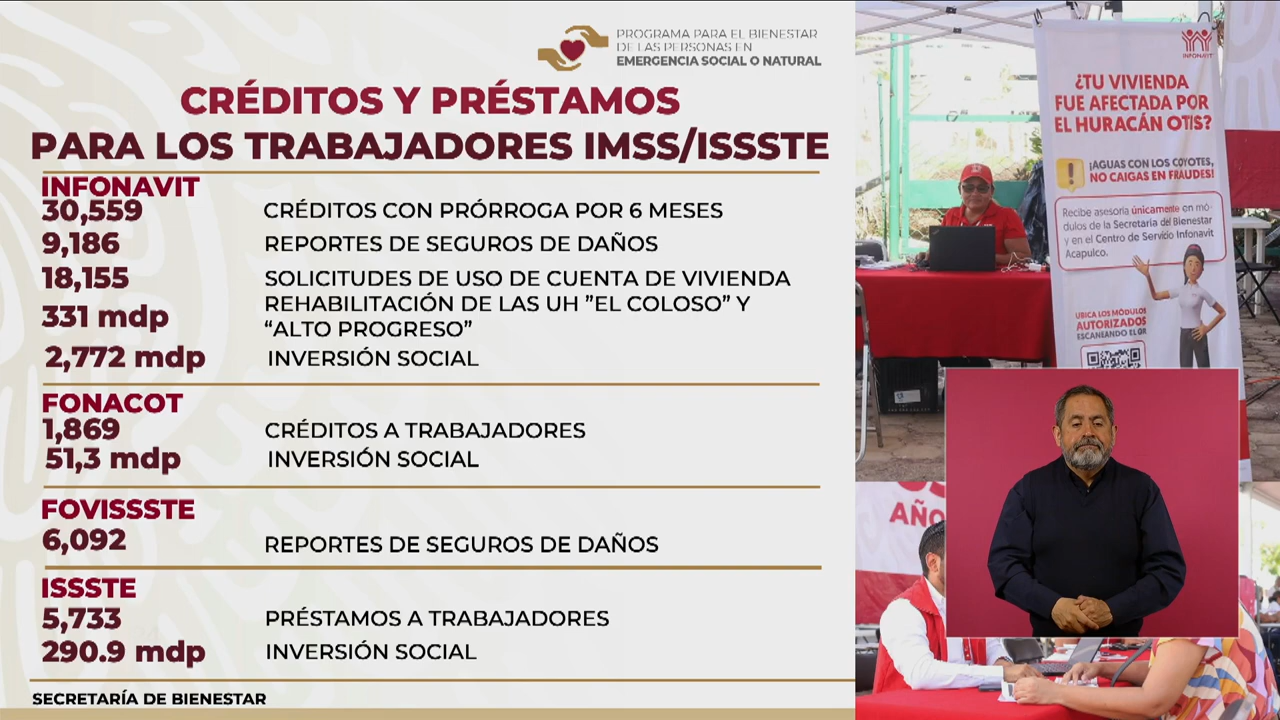 PROGRAMA PARA EL BIENESTAR
DE LAS PERSONAS EN
EMERGENCIA SOCIAL O NATURAL
CRÉDITOS Y PRÉSTAMOS
PARA LOS TRABAJADORES IMSS/ISSSTE
INFONAVIT
30,559 CRÉDITOS CON PRÓRROGA POR 6 MESES
9,186 REPORTES DE SEGUROS DE DAÑOS
18,155 SOLICITUDES DE USO DE CUENTA DE VIVIENDA
331 mdp REHABILITACIÓN DE LAS UH ”EL COLOSO” Y
“ALTO PROGRESO”
2,772 mdp INVERSIÓN SOCIAL
FONACOT
1,869 CRÉDITOS A TRABAJADORES
51,3 mdp INVERSIÓN SOCIAL
FOVISSSTE
6,092 REPORTES DE SEGUROS DE DAÑOS
ISSSTE
5,733 PRÉSTAMOS A TRABAJADORES
290.9 mdp INVERSIÓN SOCIAL
SECRETARÍA DE BIENESTAR
INFONAVIT
¿TU VIVIENDA
FUE AFECTADA POR
EL HURACÁN OTIS?
¡AGUAS CON LOS COYOTES,
NO CAIGAS EN FRAUDES!
Recibe asesoría únicamente en mó-
dulos de la Secretaría del Bienestar
y en el Centro de Servicio Infonavit
Acapulco.
UBICA LOS MÓDULOS
AUTORIZADOS
ESCANEANDO EL QR
AÑO